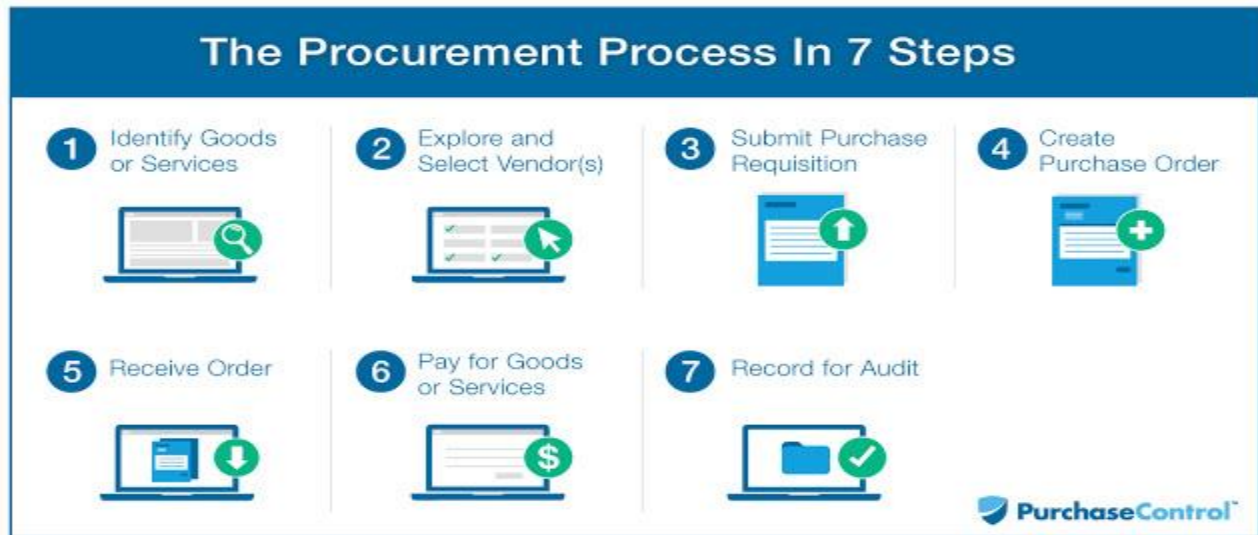 The Procurement Process In 7 Steps
1 Identify Goods
or Services
2 Explore and
Select Vendor(s)
3 Submit Purchase
Requisition
4 Create
Purchase Order
5 Receive Order
6 Pay for Goods
or Services
$
7 Record for Audit
PurchaseControl™